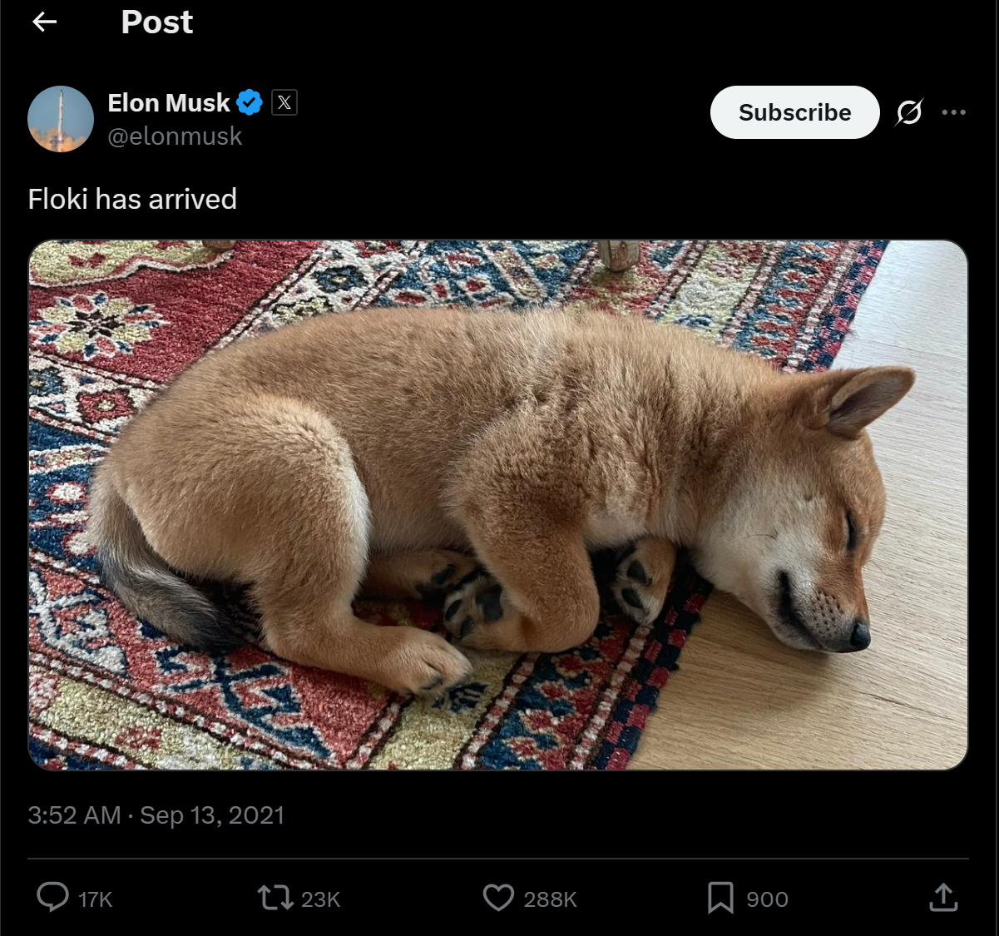 Post
Elon Musk
@elonmusk
Subscribe
Floki has arrived
3:52 AM · Sep 13, 2021
17K 23K 288K 900